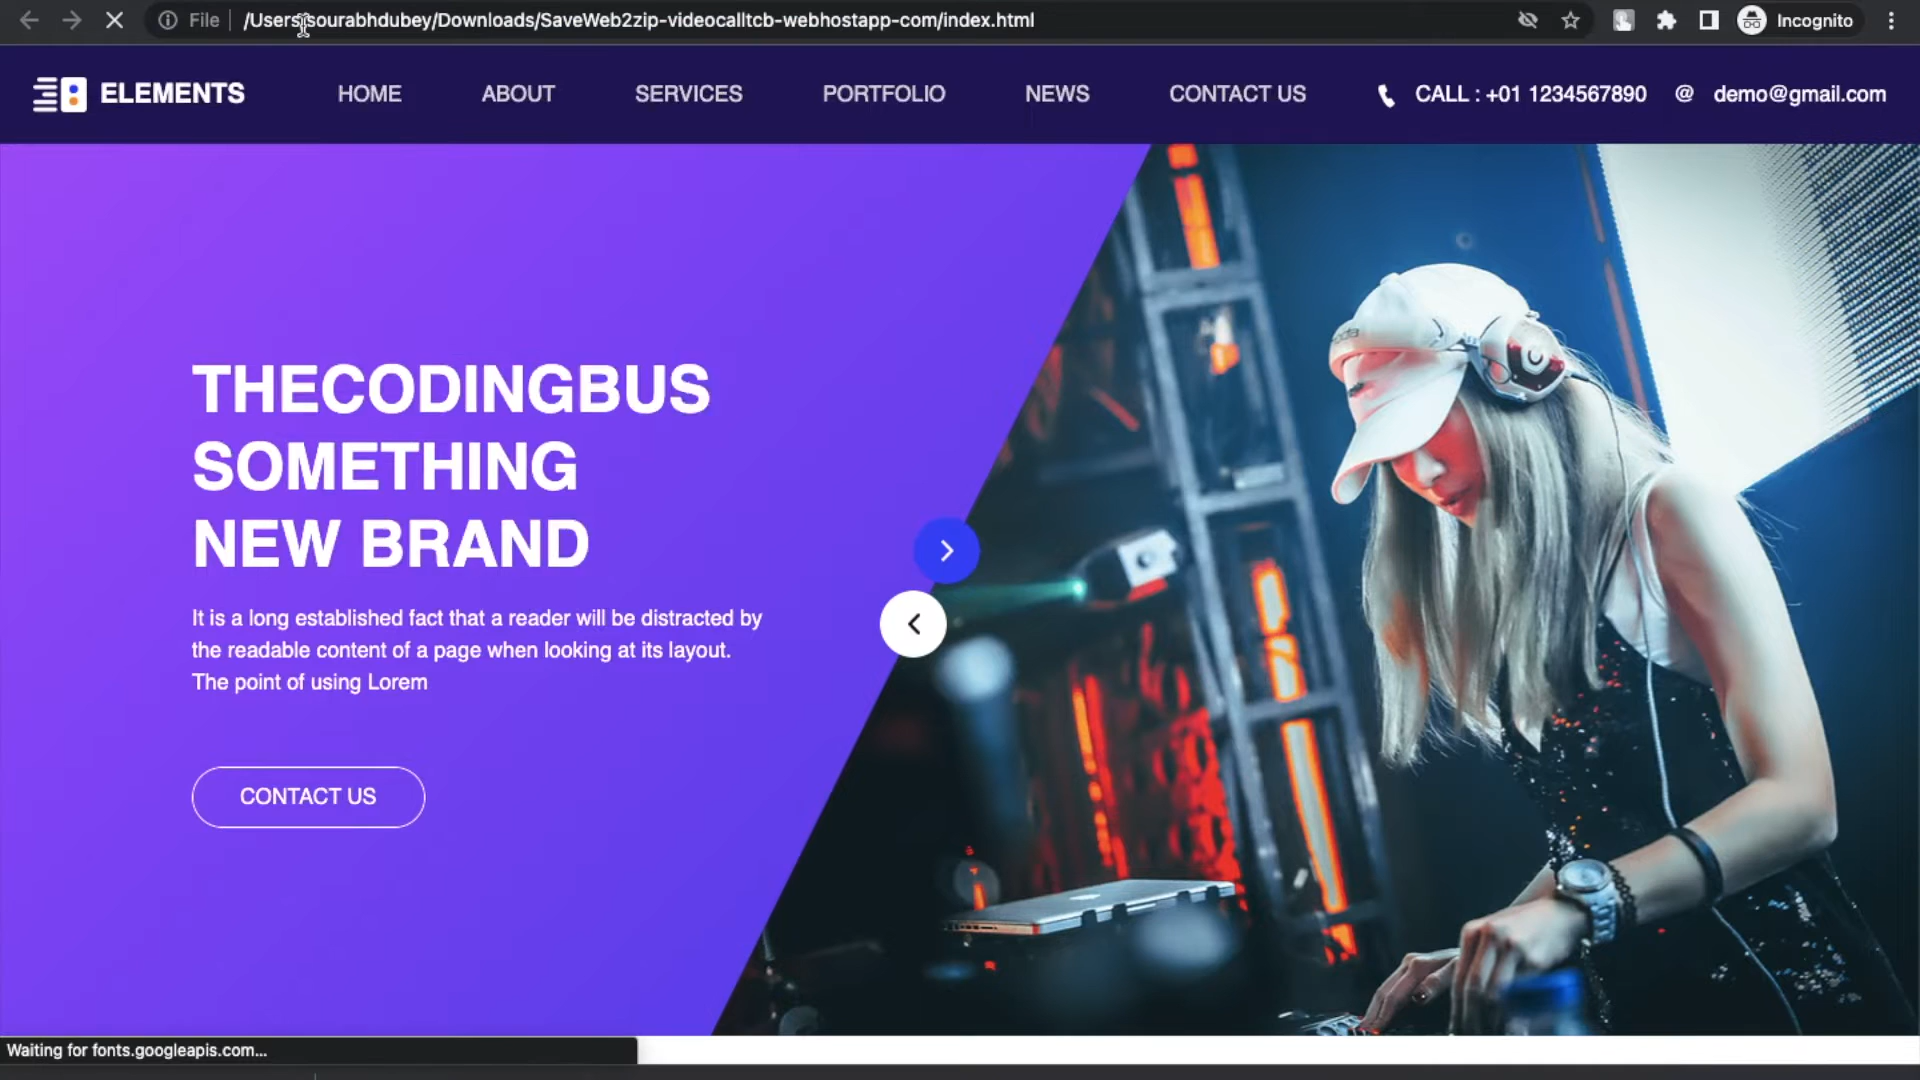 File
/Users/sourabhdubey/Downloads/SaveWeb2zip-videocalltcb-webhostapp-com/index.html
Incognito
ELEMENTS
HOME
ABOUT
SERVICES
PORTFOLIO
NEWS
CONTACT US
CALL : +01 1234567890
@ demo@gmail.com
THECODINGBUS
SOMETHING
NEW BRAND
It is a long established fact that a reader will be distracted by
the readable content of a page when looking at its layout.
The point of using Lorem
CONTACT US
Waiting for fonts.googleapis.com...